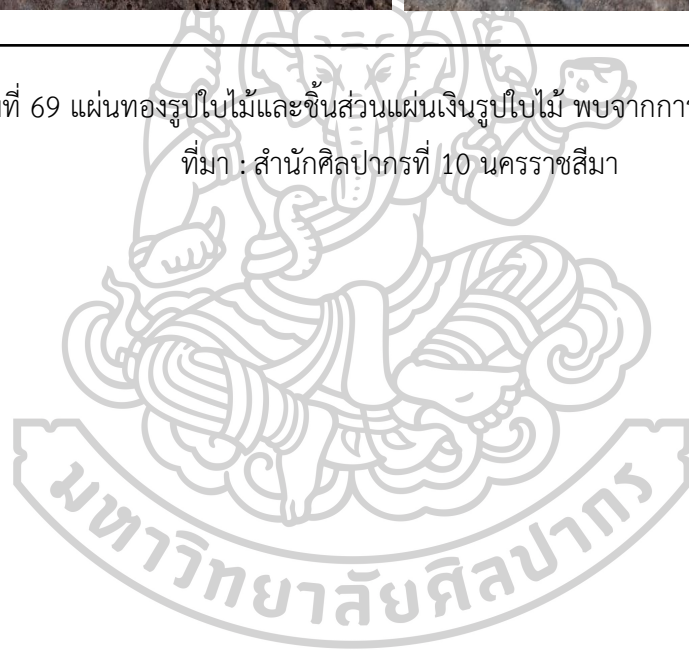 ที่ 69 แผ่นทองรูปใบไม้และชิ้นส่วนแผ่นเงินรูปใบไม้ พบจากการ
ที่มา : สำนักศิลปากรที่ 10 นครราชสีมา
มหาวิทยาลัยศิลปากร